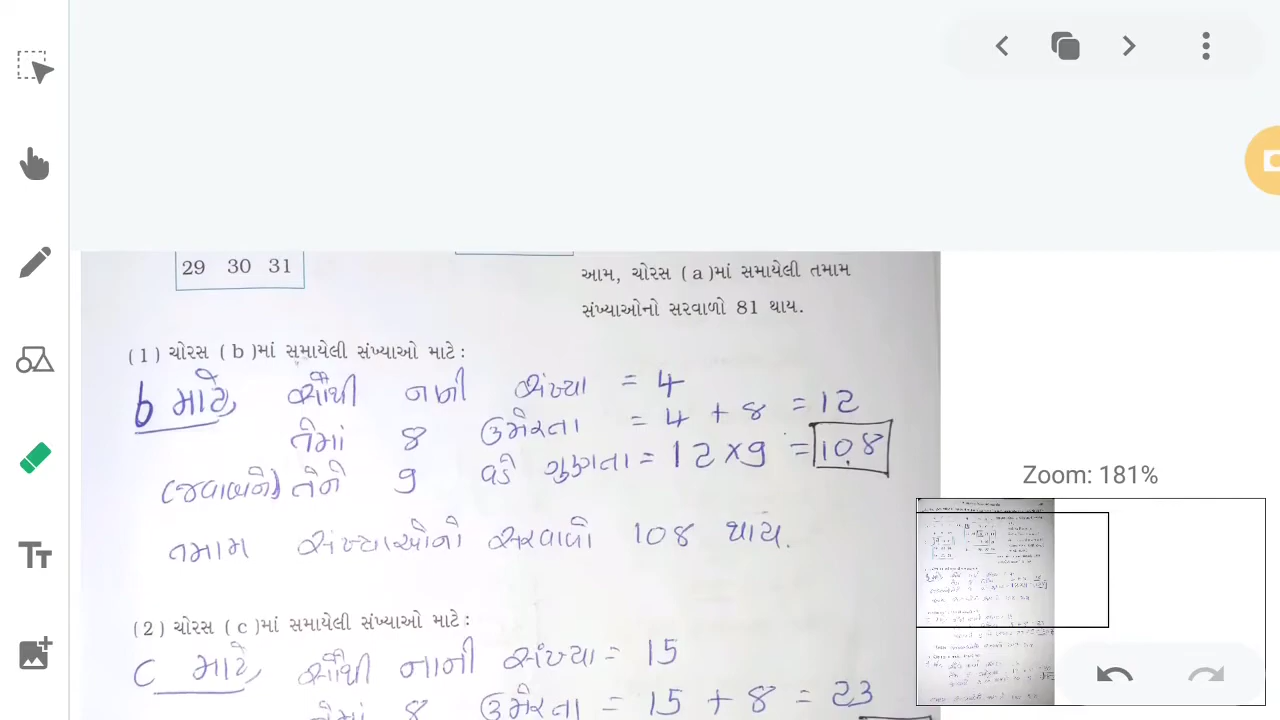 29 30 31
આમ, ચોરસ (a)માં સમાયેલી તમામ
સંખ્યાઓનો સરવાળો 81 થાય.
(1) ચોરસ (b)માં સમાયેલી સંખ્યાઓ માટે:
b માટે, સૌથી નાની સંખ્યા = 4
તેમાં 8 ઉમેરતા = 4 + 8 = 12
(જવાબને) તેને 9 વડે ગુણતા = 12 × 9 = 108
તમામ સંખ્યાઓનો સરવાળો 108 થાય.
(2) ચોરસ (c)માં સમાયેલી સંખ્યાઓ માટે:
C માટે, સૌથી નાની સંખ્યા = 15
તેમાં 8 ઉમેરતા = 15 + 8 = 23
Zoom: 181%
Tт